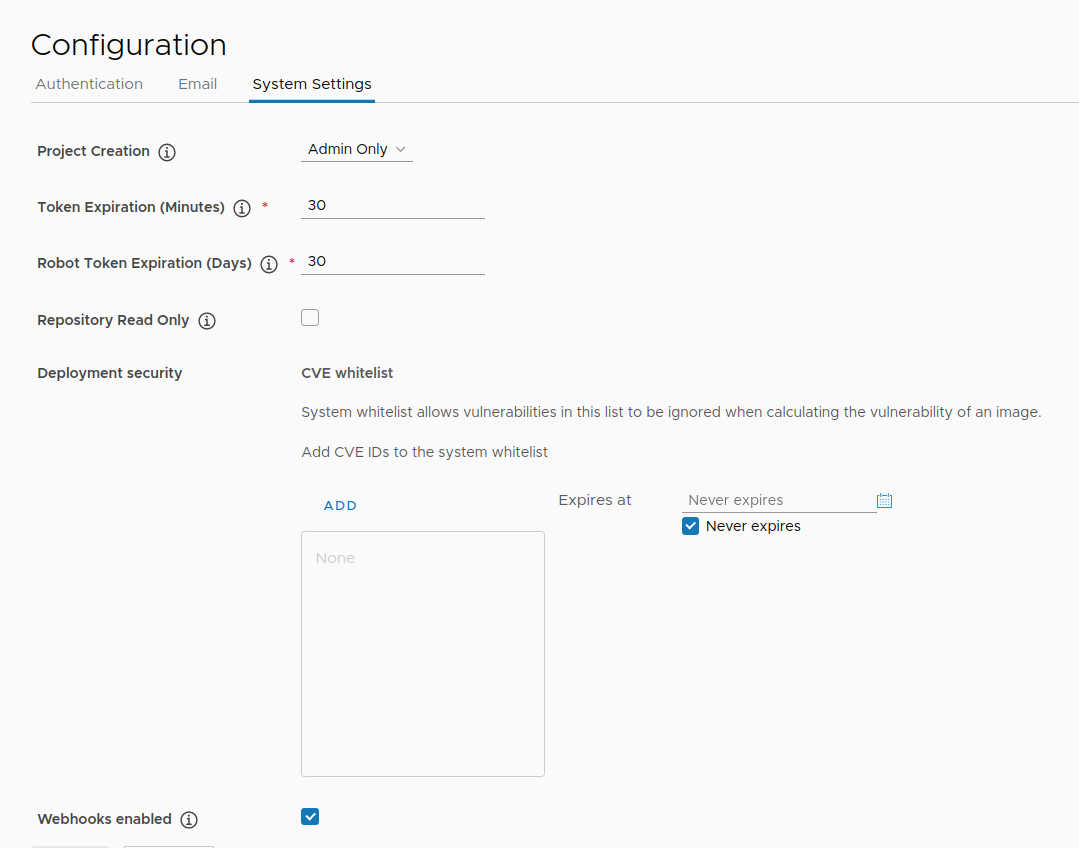 Configuration
Authentication Email System Settings
Project Creation Admin Only
Token Expiration (Minutes) * 30
Robot Token Expiration (Days) * 30
Repository Read Only
Deployment security CVE whitelist
System whitelist allows vulnerabilities in this list to be ignored when calculating the vulnerability of an image.
Add CVE IDs to the system whitelist
ADD Expires at Never expires
Never expires
None
Webhooks enabled